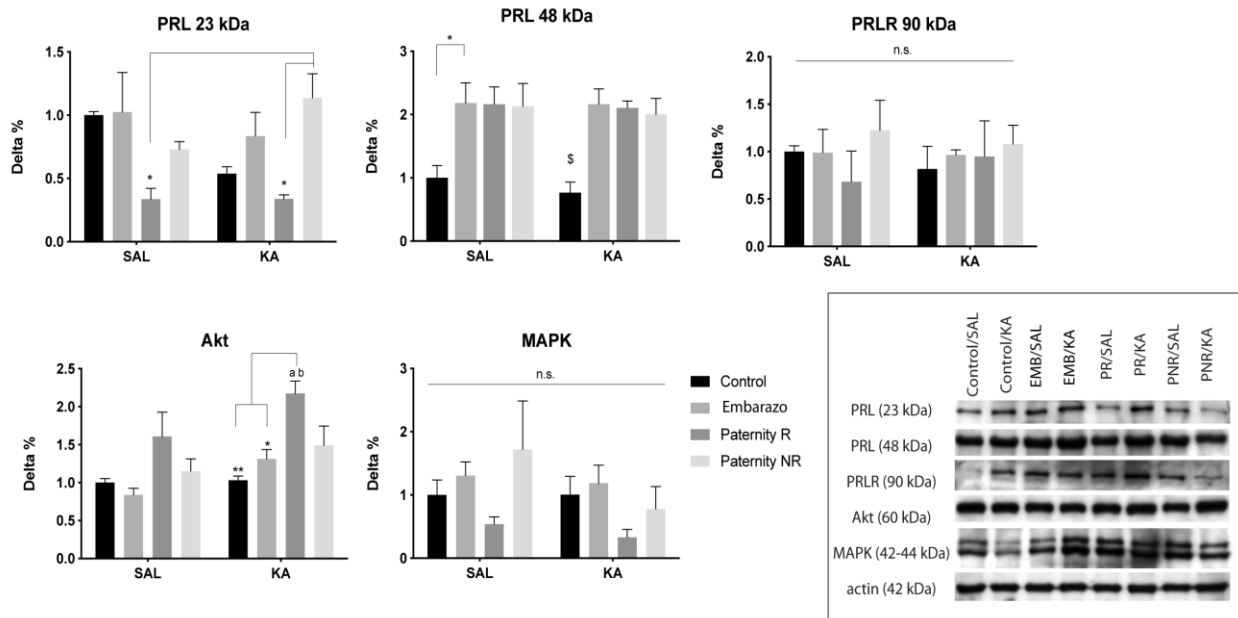 PRL 23 kDa
Delta %
1.5
1.0
0.5
0.0
*
*
SAL
KA
PRL 48 kDa
Delta %
3
2
1
0
*
$
SAL
KA
PRLR 90 kDa
Delta %
2.0
1.5
1.0
0.5
0.0
n.s.
SAL
KA
Akt
Delta %
2.5
2.0
1.5
1.0
0.5
0.0
**
*
a b
SAL
KA
MAPK
Delta %
3
2
1
0
n.s.
SAL
KA
Control
Embarazo
Paternity R
Paternity NR
Control/SAL
Control/KA
EMB/SAL
EMB/KA
PR/SAL
PR/KA
PNR/SAL
PNR/KA
PRL (23 kDa)
PRL (48 kDa)
PRLR (90 kDa)
Akt (60 kDa)
MAPK (42-44 kDa)
actin (42 kDa)